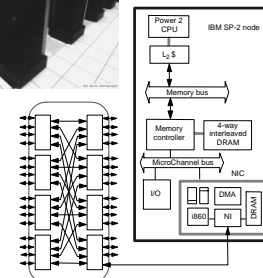 Power 2
CPU
IBM SP-2 node
L2 $
Memory bus
Memory
controller
4-way
interleaved
DRAM
MicroChannel bus
NIC
I/O
DMA
i860
NI
DRAM